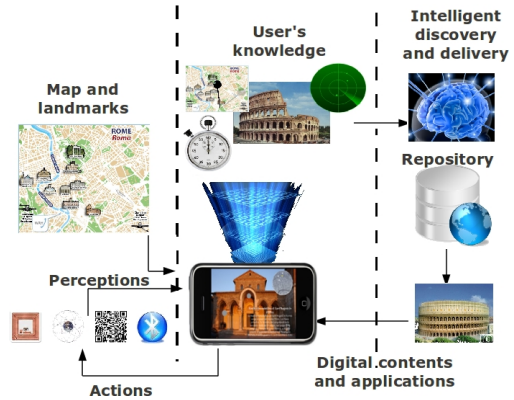 Map and
landmarks
ROME
Roma
User's
knowledge
Intelligent
discovery
and delivery
Repository
Perceptions
Actions
Digital contents
and applications